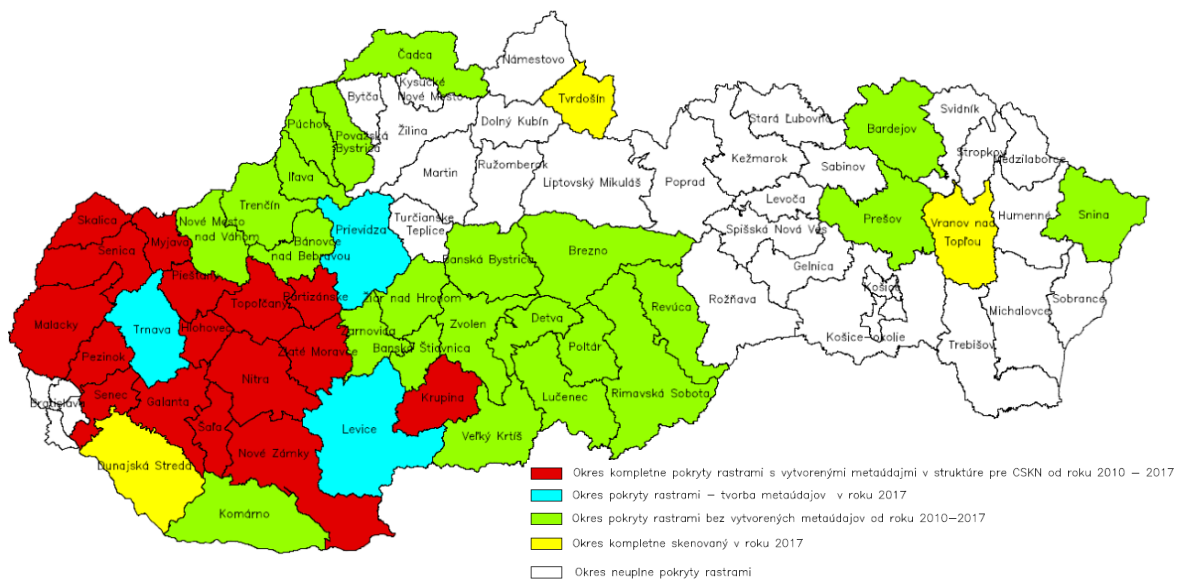 Čadca
Námestovo
Kysucké
Nové Mesto
Bytča
Tvrdošín
Púchov
Považská
Bystrica
Žilina
Dolný Kubín
Stará Ľubovňa
Bardejov
Svidník
Stropkov
Medzilaborce
Ilava
Martin
Ružomberok
Liptovský Mikuláš
Poprad
Kežmarok
Sabinov
Levoča
Trenčín
Nové Mesto
nad Váhom
Bánovce
nad Bebravou
Prievidza
Turčianske
Teplice
Spišská Nová Ves
Prešov
Vranov nad
Topľou
Humenné
Snina
Skalica
Senica
Myjava
Piešťany
Banská Bystrica
Brezno
Gelnica
Košice
Sobrance
Topoľčany
Partizánske
Žiar nad Hronom
Revúca
Rožňava
Michalovce
Malacky
Trnava
Hlohovec
Žarnovica
Zvolen
Detva
Poltár
Košice-okolie
Trebišov
Pezinok
Zlaté Moravce
Banská Štiavnica
Nitra
Krupina
Lučenec
Rimavská Sobota
Bratislava
Senec
Galanta
Šaľa
Levice
Veľký Krtíš
Nové Zámky
Dunajská Streda
Komárno
Okres kompletne pokryty rastrami s vytvorenými metaúdajmi v struktúre pre CSKN od roku 2010 – 2017
Okres pokryty rastrami – tvorba metaúdajov v roku 2017
Okres pokryty rastrami bez vytvorených metaúdajov od roku 2010–2017
Okres kompletne skenovaný v roku 2017
Okres neuplne pokryty rastrami